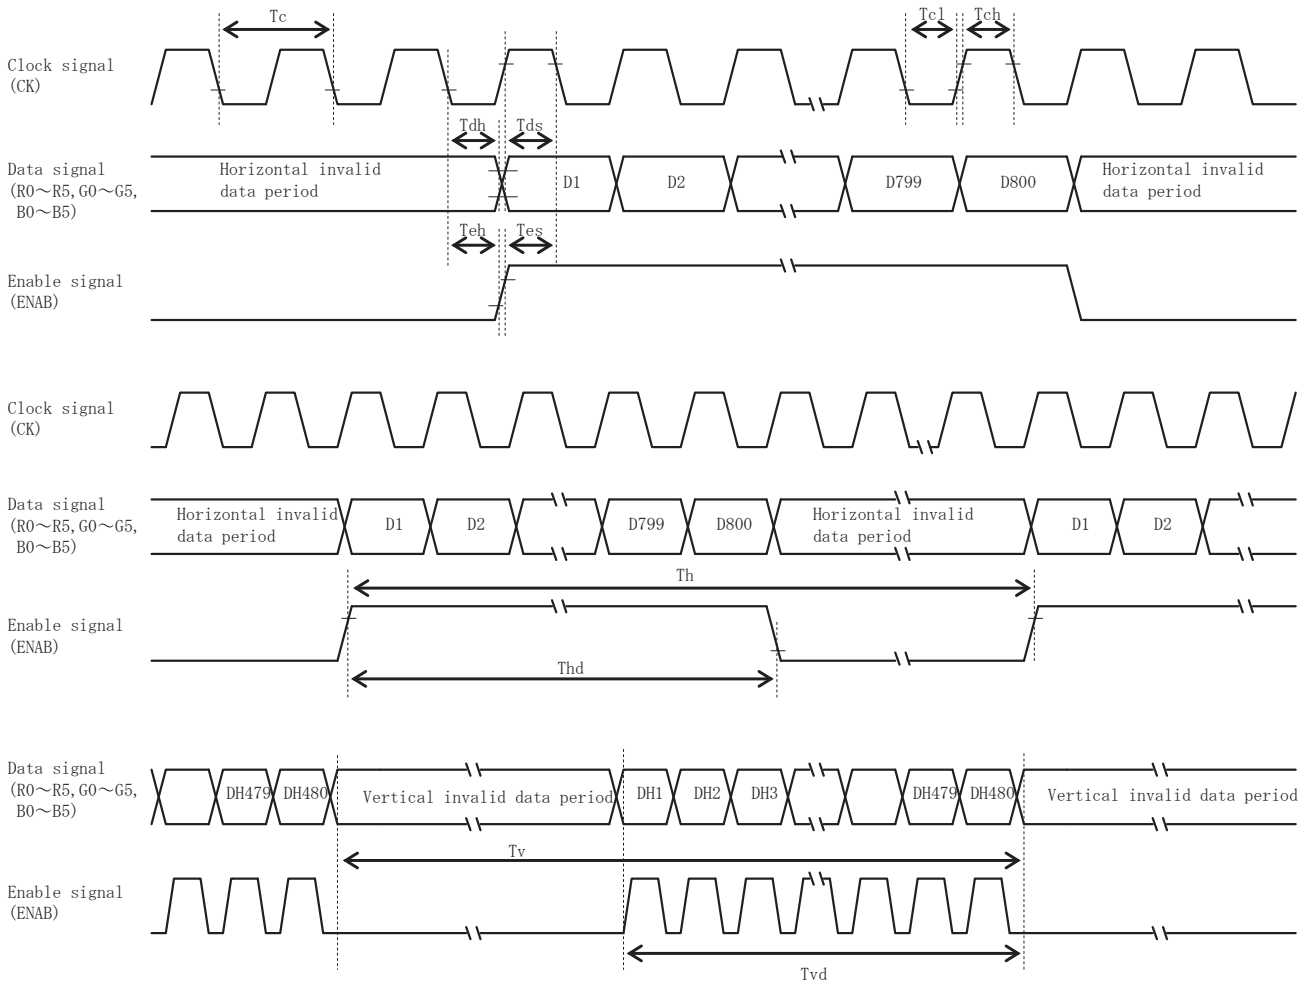 Tc
Tcl
Tch
Clock signal
(CK)
Tdh
Tds
Data signal
(R0～R5,G0～G5,
B0～B5)
Horizontal invalid
data period
D1
D2
D799
D800
Horizontal invalid
data period
Teh
Tes
Enable signal
(ENAB)
Clock signal
(CK)
Data signal
(R0～R5,G0～G5,
B0～B5)
Horizontal invalid
data period
D1
D2
D799
D800
Horizontal invalid
data period
D1
D2
Th
Enable signal
(ENAB)
Thd
Data signal
(R0～R5,G0～G5,
B0～B5)
DH479
DH480
Vertical invalid data period
DH1
DH2
DH3
DH479
DH480
Vertical invalid data period
Tv
Enable signal
(ENAB)
Tvd